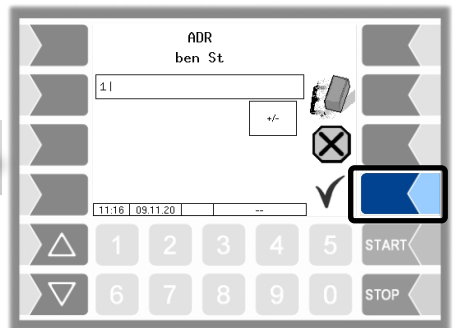 ADR
ben St
1|
+/-
11:16 09.11.20 --
1 2 3 4 5 START
6 7 8 9 0 STOP